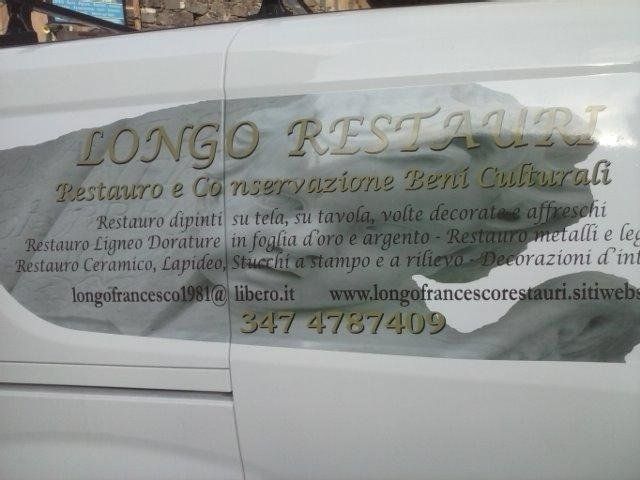 LONGO RESTAURI
Restauro e Conservazione Beni Culturali
Restauro dipinti su tela, su tavola, volte decorate e affreschi
Restauro Ligneo Dorature in foglia d'oro e argento - Restauro metalli e leg
Restauro Ceramico, Lapideo, Stucchi a stampo e a rilievo - Decorazioni d'int
longofrancesco1981@ libero.it www.longofrancescorestauri.sitiwebs
347 4787409